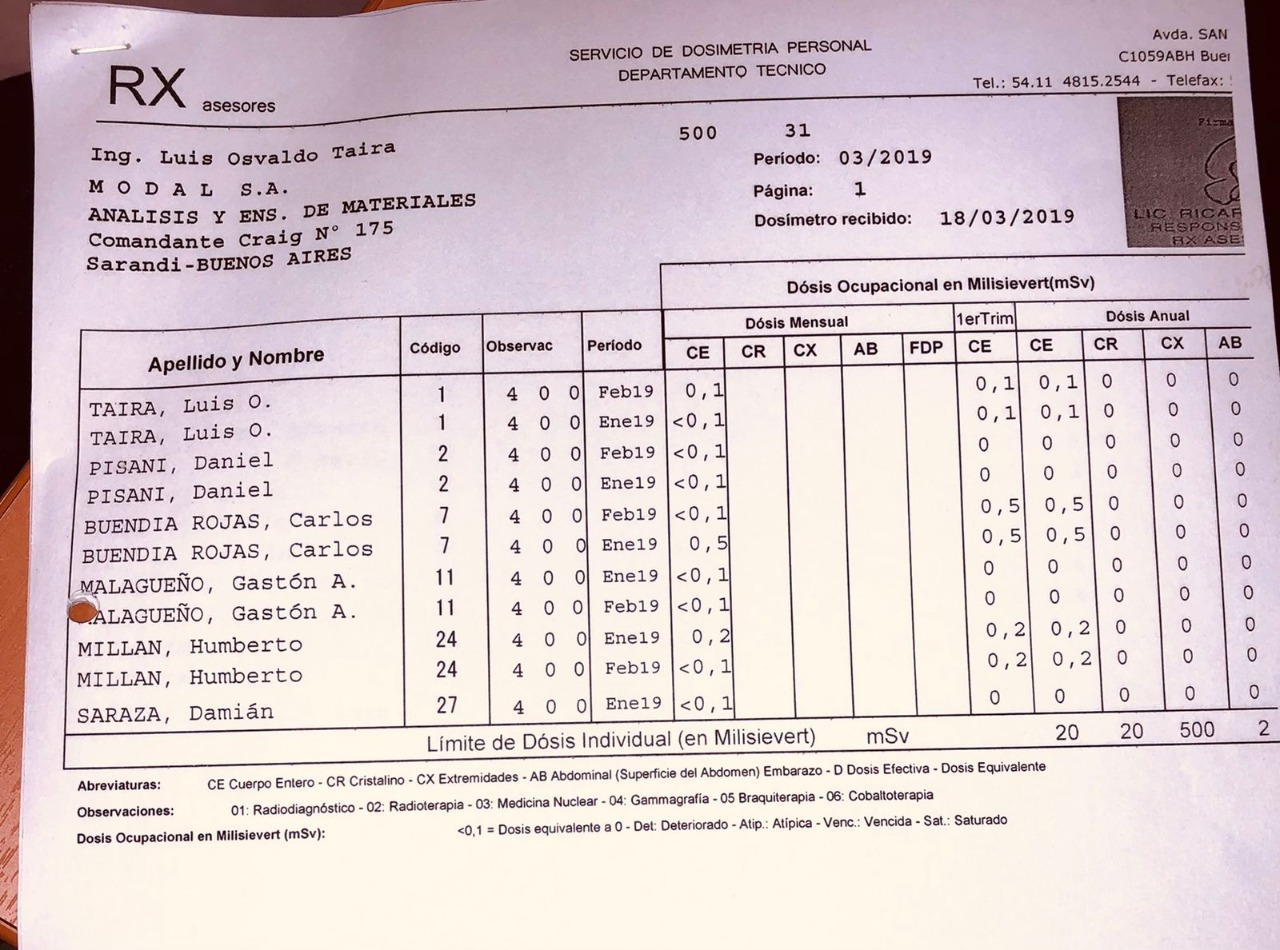 RX asesores
SERVICIO DE DOSIMETRIA PERSONAL
DEPARTAMENTO TECNICO
Avda. SAN
C1059ABH
Tel.: 54.11 4815.2544 - Telefax:
Ing. Luis Osvaldo Taira
M O D A L S.A.
ANALISIS Y ENS. DE MATERIALES
Comandante Craig N° 175
Sarandi-BUENOS AIRES
500 31
Período: 03/2019
Página: 1
Dosímetro recibido: 18/03/2019
LIC. RICAR
RESPONS
RX ASE
Dósis Ocupacional en Milisievert(mSv)
Dósis Mensual 1erTrim Dósis Anual
Apellido y Nombre Código Observac Período CE CR CX AB FDP CE CE CR CX AB
TAIRA, Luis O. 1 4 0 0 Feb19 0,1 0,1 0,1 0 0 0
TAIRA, Luis O. 1 4 0 0 Ene19 <0,1 0,1 0,1 0 0 0
PISANI, Daniel 2 4 0 0 Feb19 <0,1 0 0 0 0 0
PISANI, Daniel 2 4 0 0 Ene19 <0,1 0 0 0 0 0
BUENDIA ROJAS, Carlos 7 4 0 0 Feb19 <0,1 0,5 0,5 0 0 0
BUENDIA ROJAS, Carlos 7 4 0 0 Ene19 0,5 0,5 0,5 0 0 0
MALAGUEÑO, Gastón A. 11 4 0 0 Ene19 <0,1 0 0 0 0 0
ALAGUEÑO, Gastón A. 11 4 0 0 Feb19 <0,1 0 0 0 0 0
MILLAN, Humberto 24 4 0 0 Ene19 0,2 0,2 0,2 0 0 0
MILLAN, Humberto 24 4 0 0 Feb19 <0,1 0,2 0,2 0 0 0
SARAZA, Damián 27 4 0 0 Ene19 <0,1 0 0 0 0 0
Límite de Dósis Individual (en Milisievert) mSv 20 20 500 2
Abreviaturas: CE Cuerpo Entero - CR Cristalino - CX Extremidades - AB Abdominal (Superficie del Abdomen) Embarazo - D Dosis Efectiva - Dosis Equivalente
Observaciones: 01: Radiodiagnóstico - 02: Radioterapia - 03: Medicina Nuclear - 04: Gammagrafía - 05 Braquiterapia - 06: Cobaltoterapia
Dosis Ocupacional en Milisievert (mSv): <0,1 = Dosis equivalente a 0 - Det: Deteriorado - Atip.: Atípica - Venc.: Vencida - Sat.: Saturado